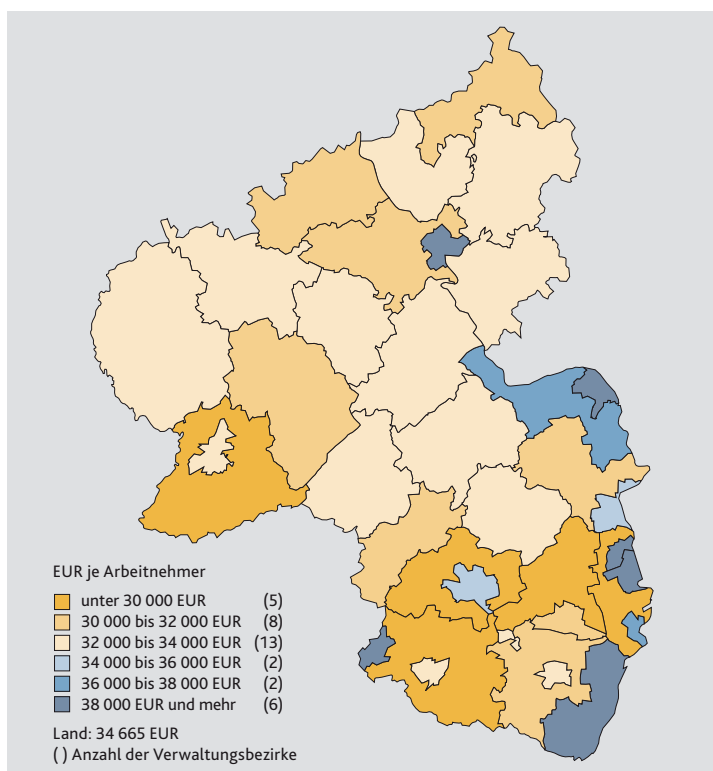 EUR je Arbeitnehmer
unter 30 000 EUR (5)
30 000 bis 32 000 EUR (8)
32 000 bis 34 000 EUR (13)
34 000 bis 36 000 EUR (2)
36 000 bis 38 000 EUR (2)
38 000 EUR und mehr (6)
Land: 34 665 EUR
( ) Anzahl der Verwaltungsbezirke